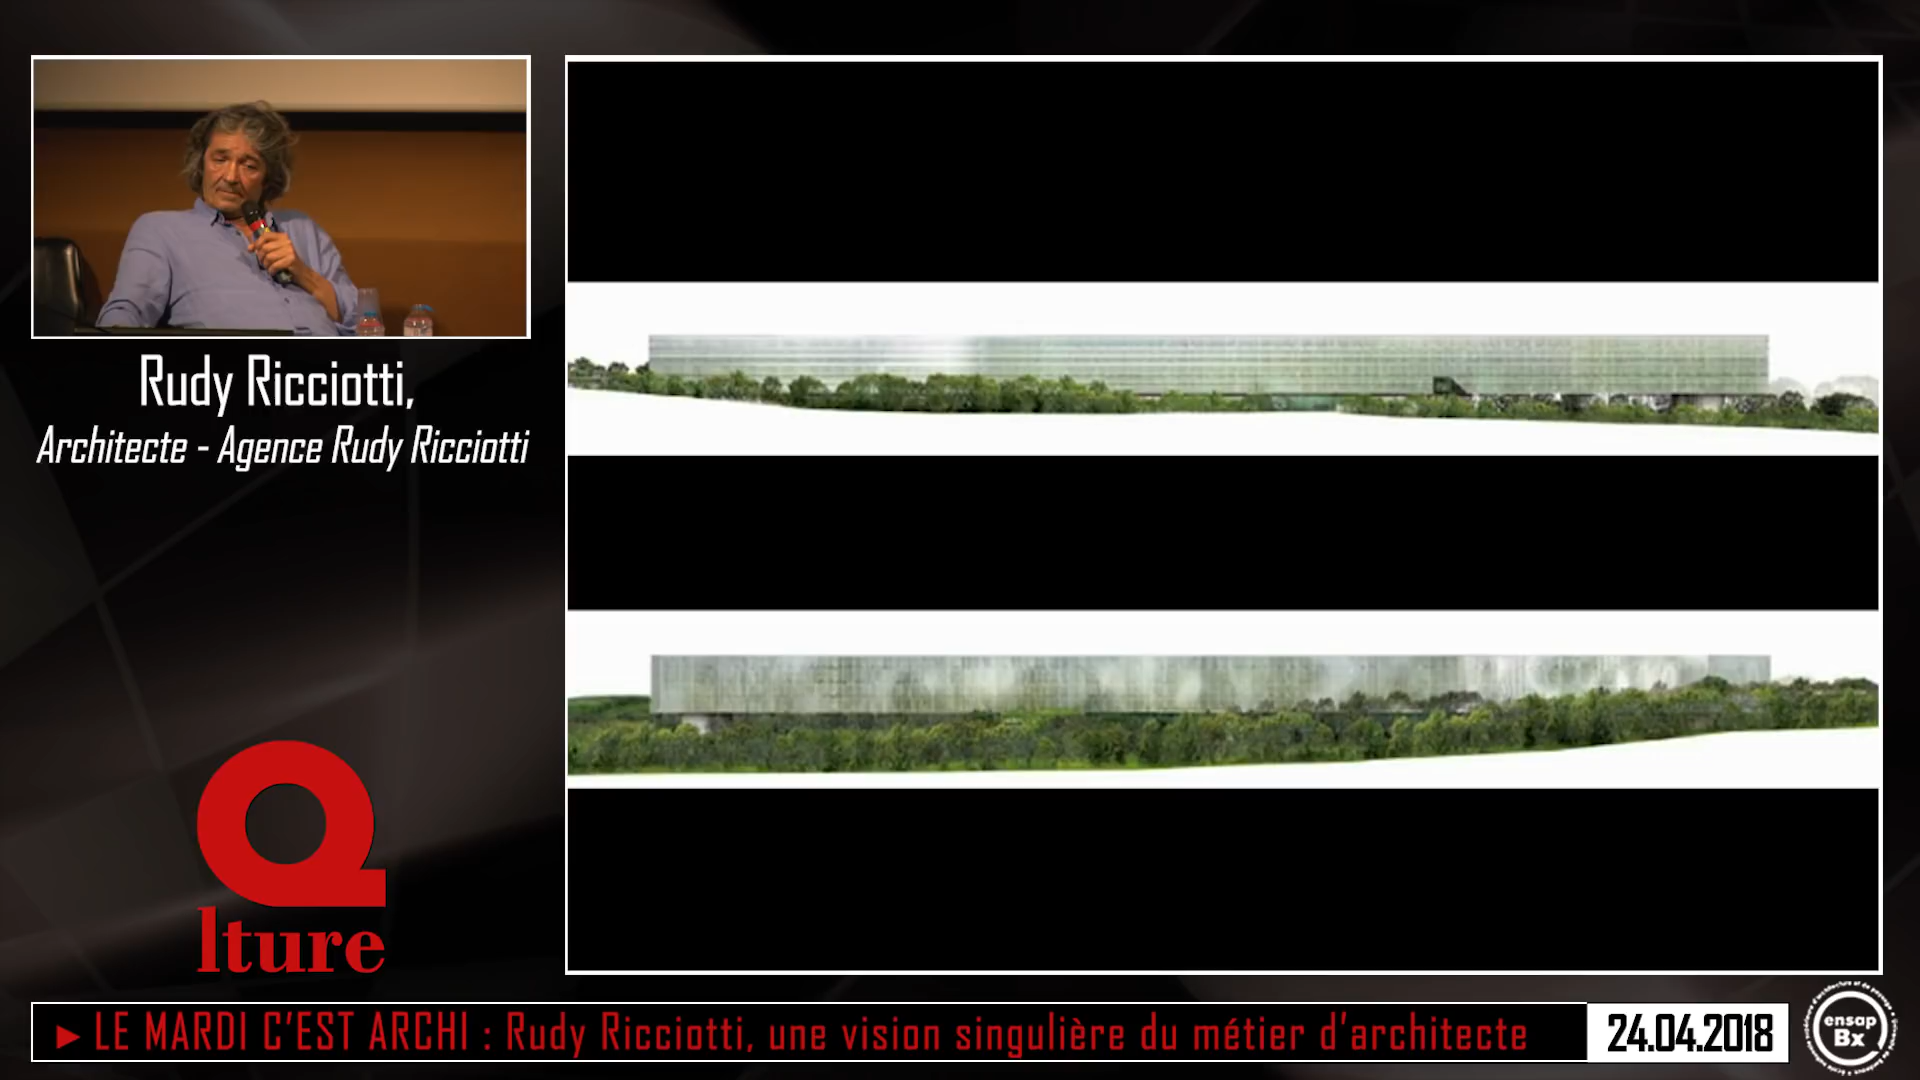 Rudy Ricciotti,
Architecte - Agence Rudy Ricciotti
Q
lture
► LE MARDI C'EST ARCHI : Rudy Ricciotti, une vision singulière du métier d'architecte
24.04.2018
ensap
Bx